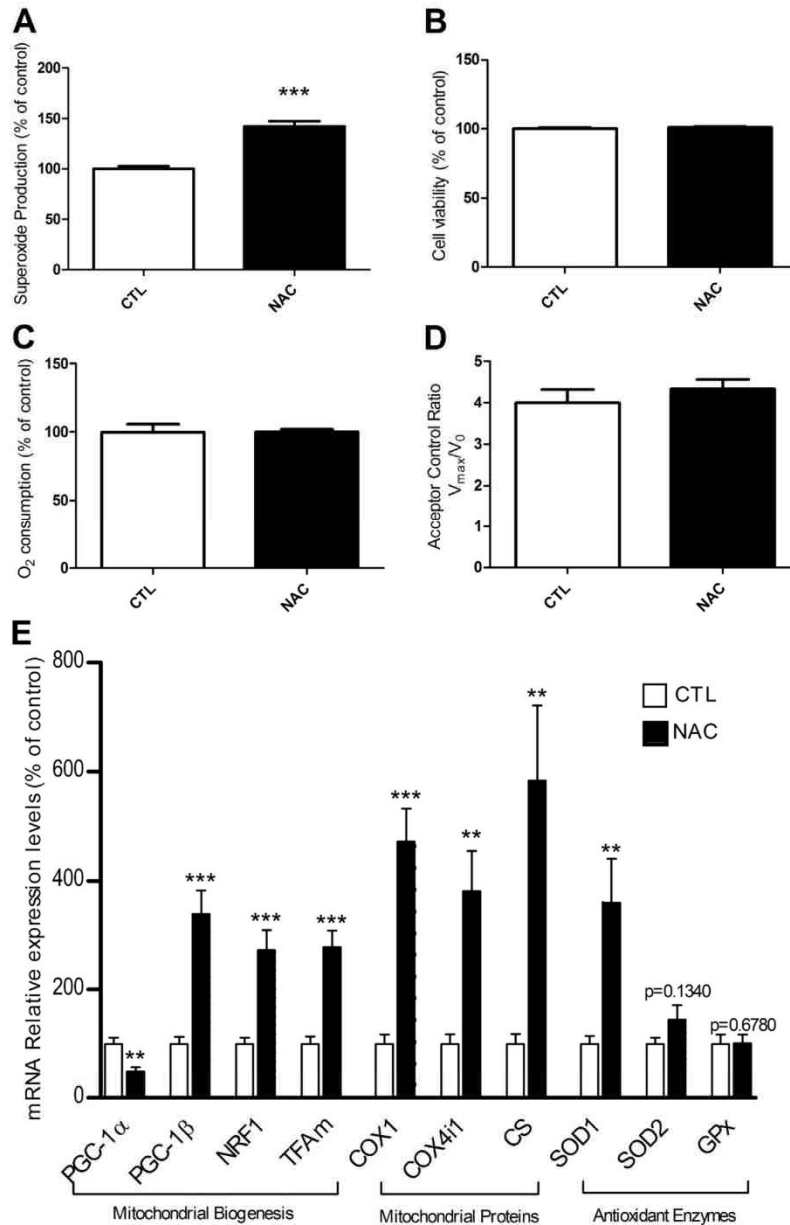 A
Superoxide Production (% of control)
200
150
100
50
0
***
CTL
NAC
B
Cell viability (% of control)
150
100
50
0
CTL
NAC
C
O₂ consumption (% of control)
150
100
50
0
CTL
NAC
D
Acceptor Control Ratio
Vmax/V0
5
4
3
2
1
0
CTL
NAC
E
mRNA Relative expression levels (% of control)
800
600
400
200
0
CTL
NAC
**
***
***
***
***
**
**
**
p=0.1340
p=0.6780
PGC-1α
PGC-1β
NRF1
TFAm
COX1
COX4i1
CS
SOD1
SOD2
GPx
Mitochondrial Biogenesis
Mitochondrial Proteins
Antioxidant Enzymes